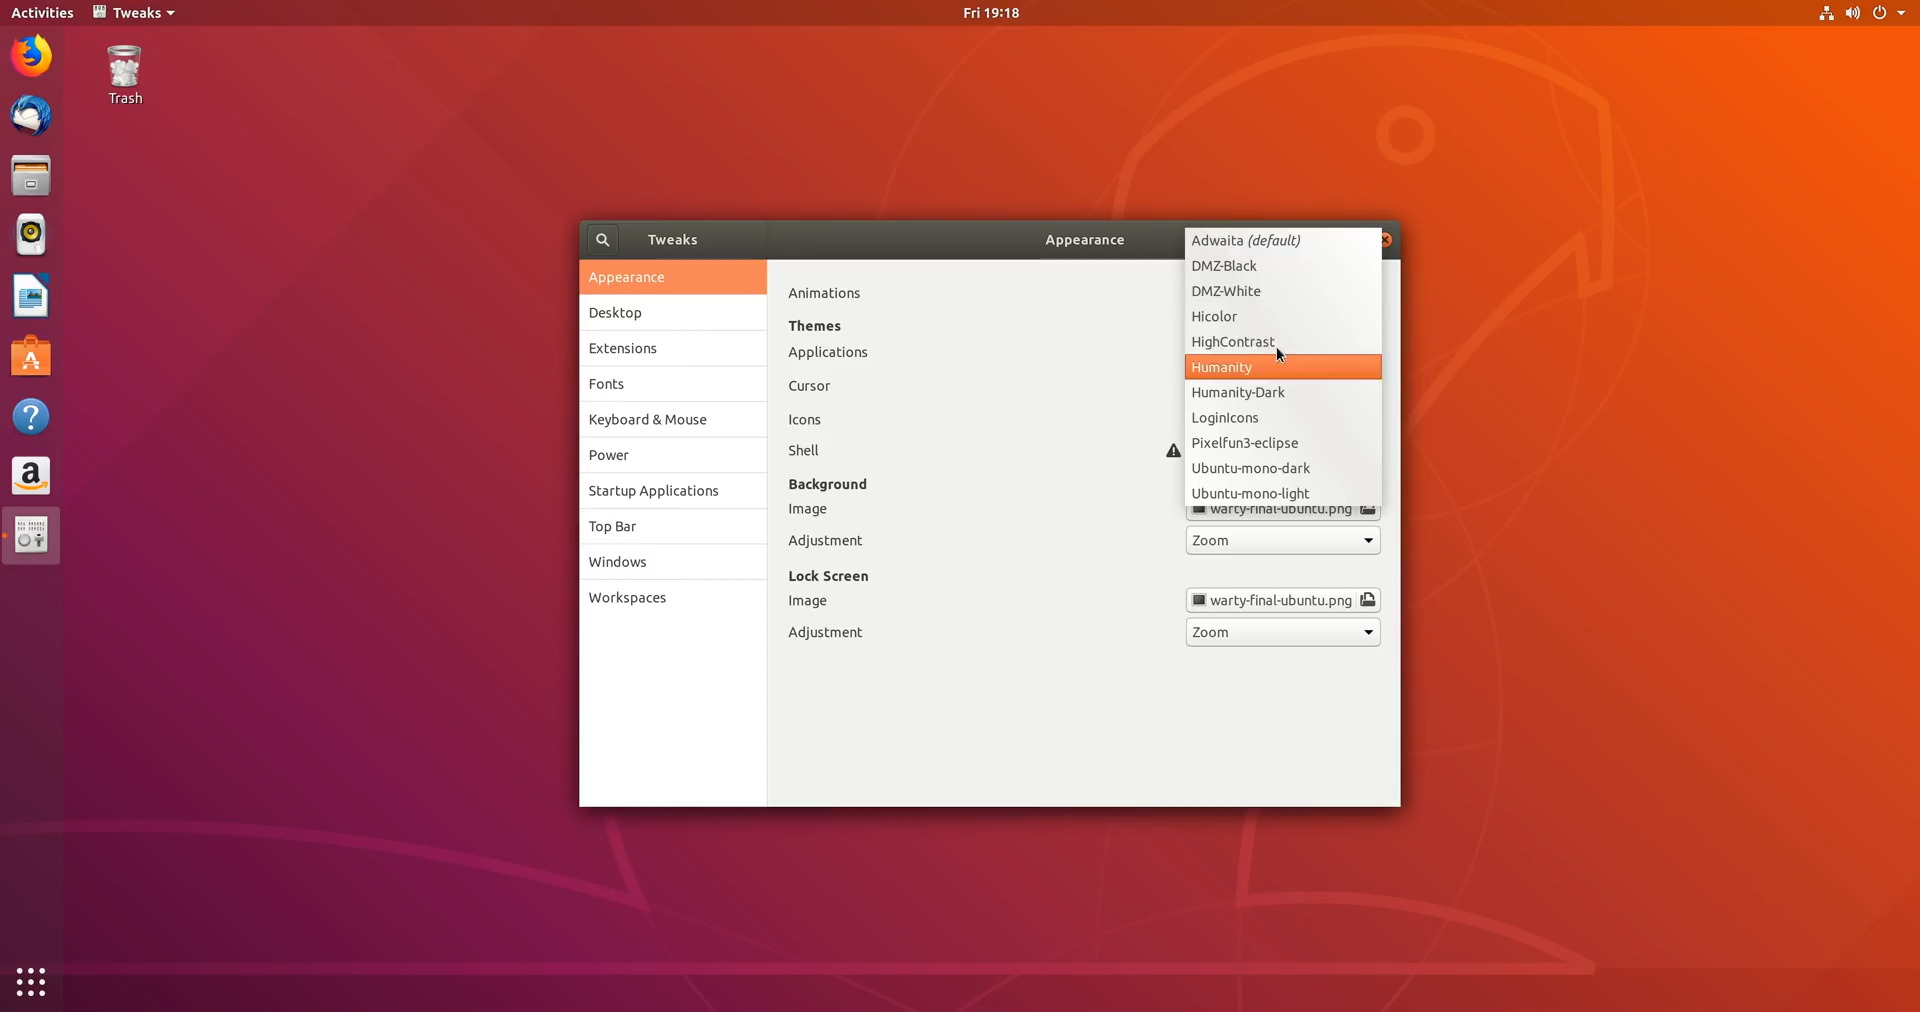 Activities
Tweaks
Fri 19:18
Trash
Tweaks
Appearance
Appearance
Desktop
Extensions
Fonts
Keyboard & Mouse
Power
Startup Applications
Top Bar
Windows
Workspaces
Animations
Themes
Applications
Cursor
Icons
Shell
Background
Image
warty-final-ubuntu.png
Adjustment
Zoom
Lock Screen
Image
warty-final-ubuntu.png
Adjustment
Zoom
Adwaita (default)
DMZ-Black
DMZ-White
Hicolor
HighContrast
Humanity
Humanity-Dark
LoginIcons
Pixelfun3-eclipse
Ubuntu-mono-dark
Ubuntu-mono-light